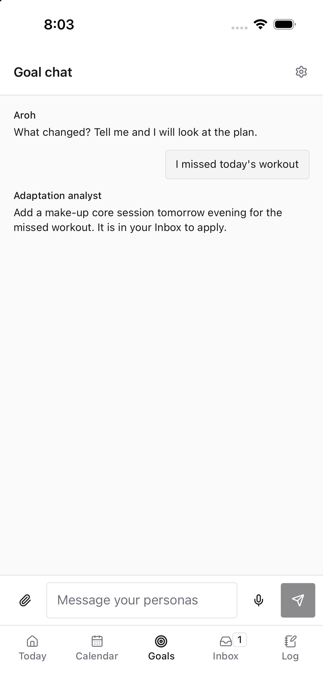 8:03
Goal chat
Aroh
What changed? Tell me and I will look at the plan.
I missed today's workout
Adaptation analyst
Add a make-up core session tomorrow evening for the
missed workout. It is in your Inbox to apply.
Message your personas
1
Today Calendar Goals Inbox Log